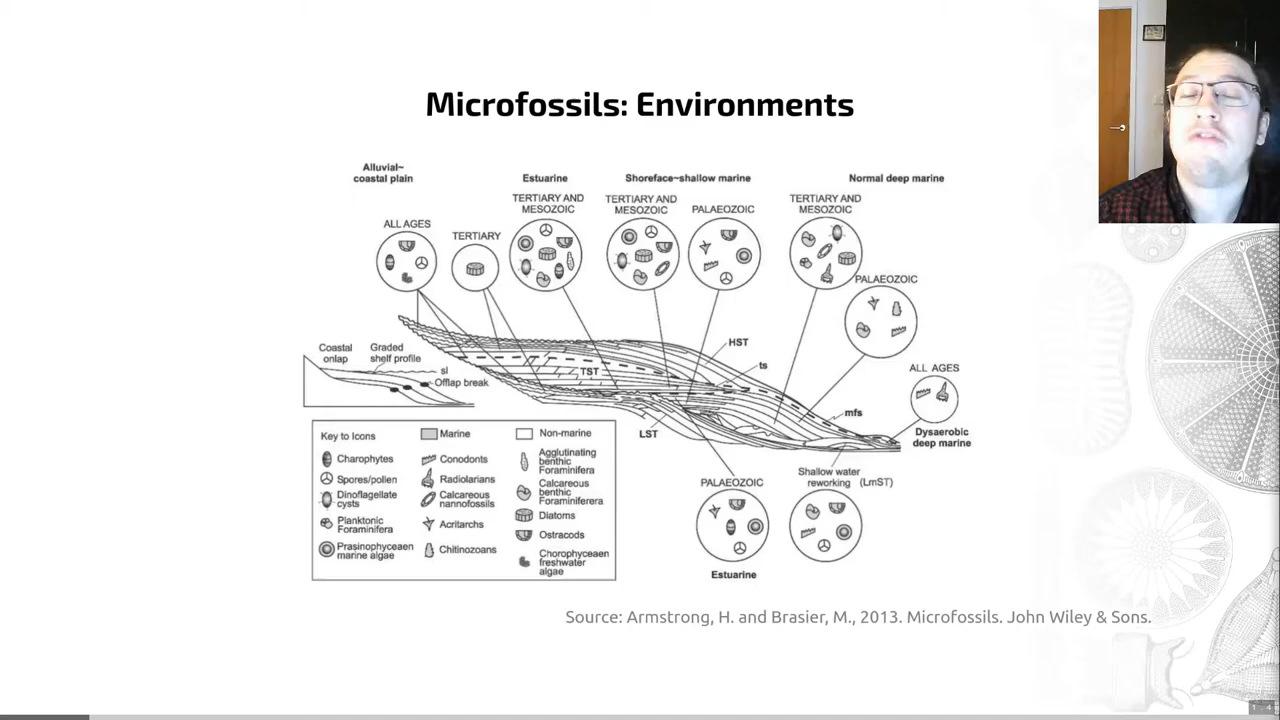 Microfossils: Environments
Alluvial~
coastal plain
Estuarine
Shoreface~shallow marine
Normal deep marine
TERTIARY AND
MESOZOIC
TERTIARY AND
MESOZOIC
PALAEOZOIC
TERTIARY AND
MESOZOIC
ALL AGES
TERTIARY
PALAEOZOIC
Coastal
onlap
Graded
shelf profile
sl
Offlap break
TST
HST
ts
LST
mfs
ALL AGES
Dysaerobic
deep marine
Shallow water
reworking (LmST)
PALAEOZOIC
Estuarine
Key to Icons
Marine
Non-marine
Charophytes
Conodonts
Agglutinating
benthic
Foraminifera
Spores/pollen
Radiolarians
Calcareous
benthic
Foraminiferera
Dinoflagellate
cysts
Calcareous
nannofossils
Planktonic
Foraminifera
Acritarchs
Diatoms
Ostracods
Prasinophyceaen
marine algae
Chitinozoans
Chorophyceaen
freshwater
algae
Source: Armstrong, H. and Brasier, M., 2013. Microfossils. John Wiley & Sons.